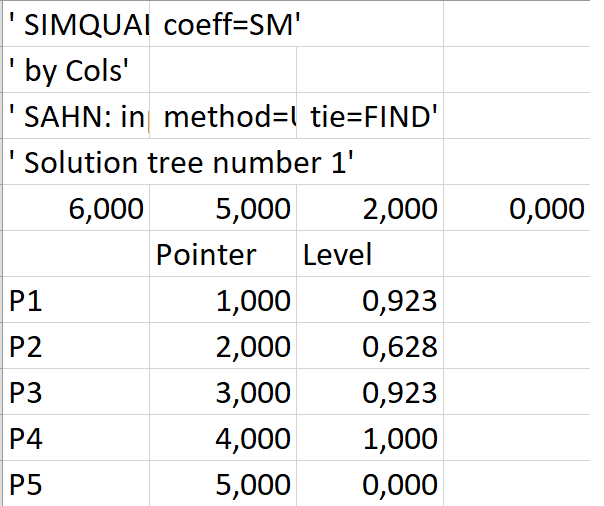 ' SIMQUAL coeff=SM'
' by Cols'
' SAHN: in method= tie=FIND'
' Solution tree number 1'
6,000 5,000 2,000 0,000
Pointer Level
P1 1,000 0,923
P2 2,000 0,628
P3 3,000 0,923
P4 4,000 1,000
P5 5,000 0,000